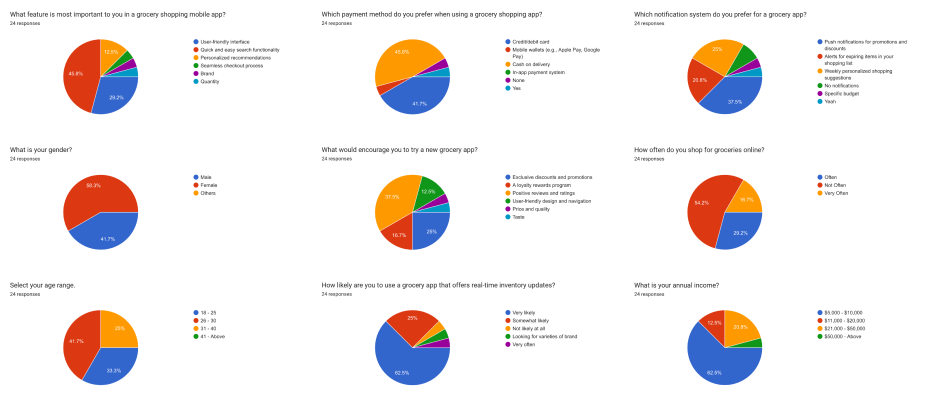 What feature is most important to you in a grocery shopping mobile app?
24 responses
User-friendly interface
Quick and easy search functionality
Personalized recommendations
Seamless checkout process
Brand
Quantity
12.5%
45.8%
29.2%
Which payment method do you prefer when using a grocery shopping app?
24 responses
Credit/debit card
Mobile wallets (e.g., Apple Pay, Google
Pay)
Cash on delivery
In-app payment system
None
Yes
45.8%
41.7%
Which notification system do you prefer for a grocery app?
24 responses
Push notifications for promotions and
discounts
Alerts for expiring items in your
shopping list
Weekly personalized shopping
suggestions
No notifications
Specific budget
Yeah
25%
20.8%
37.5%
What is your gender?
24 responses
Male
Female
Others
58.3%
41.7%
What would encourage you to try a new grocery app?
24 responses
Exclusive discounts and promotions
A loyalty rewards program
Positive reviews and ratings
User-friendly design and navigation
Price and quality
Taste
12.5%
37.5%
16.7%
25%
How often do you shop for groceries online?
24 responses
Often
Not Often
Very Often
16.7%
54.2%
29.2%
Select your age range.
24 responses
18 - 25
26 - 30
31 - 40
41 - Above
25%
41.7%
33.3%
How likely are you to use a grocery app that offers real-time inventory updates?
24 responses
Very likely
Somewhat likely
Not likely at all
Looking for varieties of brand
Very often
25%
62.5%
What is your annual income?
24 responses
$5,000 - $10,000
$11,000 - $20,000
$21,000 - $50,000
$50,000 - Above
12.5%
20.8%
62.5%